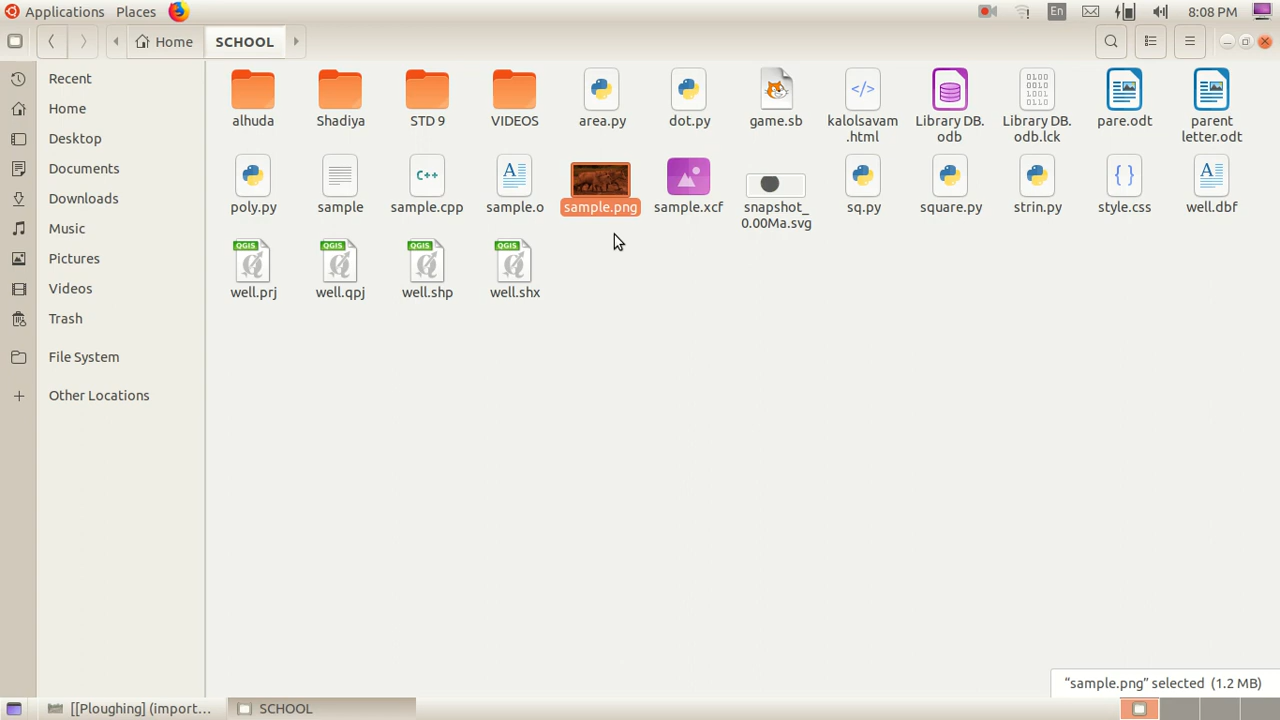 Applications Places En 8:08 PM
Home SCHOOL
Recent
Home
Desktop
Documents
Downloads
Music
Pictures
Videos
Trash
File System
Other Locations
alhuda Shadiya STD 9 VIDEOS area.py dot.py game.sb kalolsavam Library DB. Library DB. pare.odt parent
.html odb odb.lck letter.odt
poly.py sample sample.cpp sample.o sample.png sample.xcf snapshot_ sq.py square.py strin.py style.css well.dbf
0.00Ma.svg
QGIS QGIS QGIS QGIS
well.prj well.qpj well.shp well.shx
“sample.png” selected (1.2 MB)
[[Ploughing] (import... SCHOOL